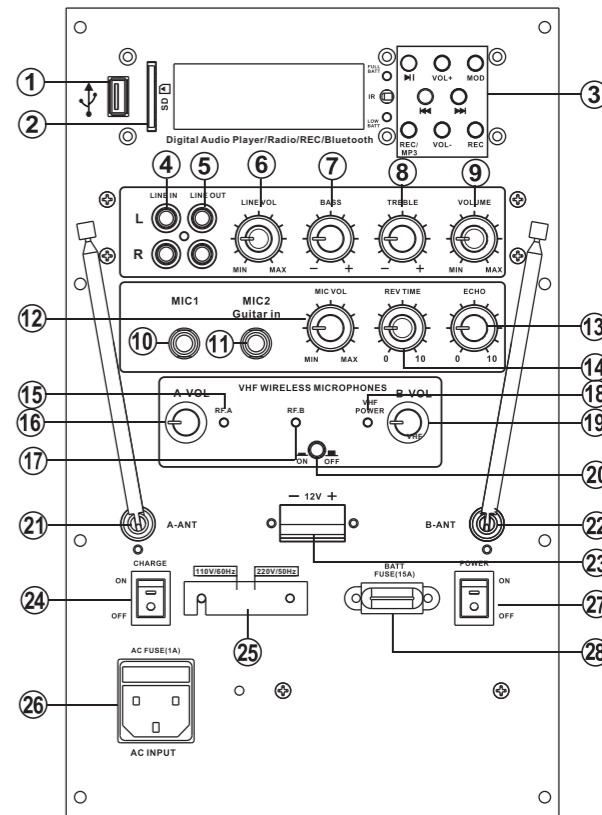 1
2
SD
FULL BATT
IR
LOW BATT
VOL+
MOD
REC/MP3
VOL-
REC
3
Digital Audio Player/Radio/REC/Bluetooth
4
5
6
7
8
9
LINE IN
LINE OUT
LINE VOL
BASS
TREBLE
VOLUME
L
R
MIN
MAX
–
+
–
+
MIN
MAX
MIC1
MIC2
Guitar in
MIC VOL
REV TIME
ECHO
12
10
11
13
MIN
MAX
0
10
0
10
14
VHF WIRELESS MICROPHONES
A VOL
B VOL
15
RF.A
RF.B
VHF
POWER
18
16
VHF
19
17
ON
OFF
20
– 12V +
21
A-ANT
B-ANT
22
23
CHARGE
110V/60Hz
220V/50Hz
BATT
FUSE(15A)
POWER
ON
OFF
24
ON
OFF
27
25
28
AC FUSE(1A)
26
AC INPUT